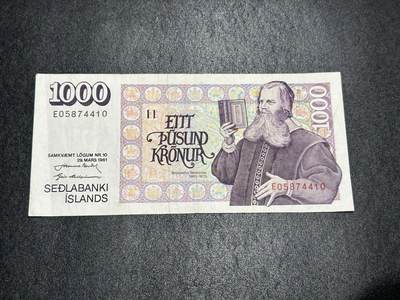 1000
E05874410
EITT
ÞÚSUND
KRÓNUR
1000
SAMKVÆMT LÖGUM NR.10
29. MARS 1961
SEÐLABANKI
ÍSLANDS
E05874410